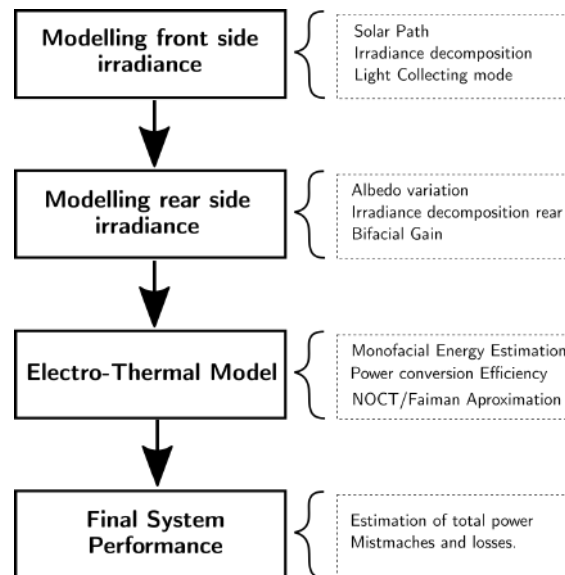 Modelling front side
irradiance
Solar Path
Irradiance decomposition
Light Collecting mode
Modelling rear side
irradiance
Albedo variation
Irradiance decomposition rear
Bifacial Gain
Electro-Thermal Model
Monofacial Energy Estimation
Power conversion Efficiency
NOCT/Faiman Aproximation
Final System
Performance
Estimation of total power
Mistmaches and losses.